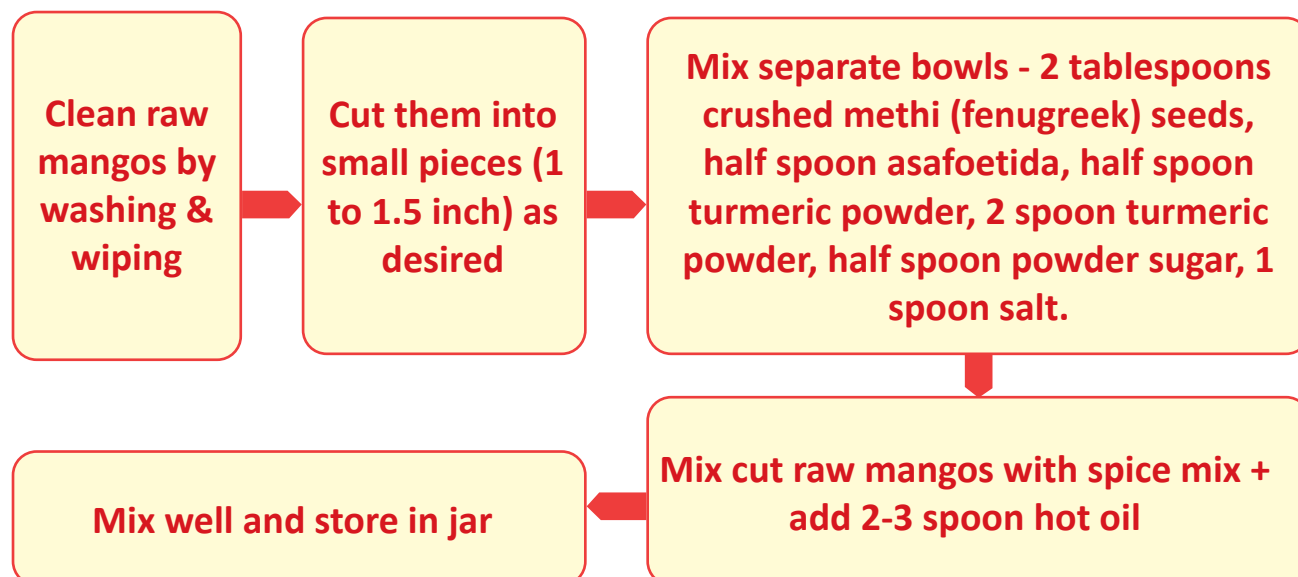 Clean raw
mangos by
washing &
wiping
Cut them into
small pieces (1
to 1.5 inch) as
desired
Mix separate bowls - 2 tablespoons
crushed methi (fenugreek) seeds,
half spoon asafoetida, half spoon
turmeric powder, 2 spoon turmeric
powder, half spoon powder sugar, 1
spoon salt.
Mix cut raw mangos with spice mix +
add 2-3 spoon hot oil
Mix well and store in jar